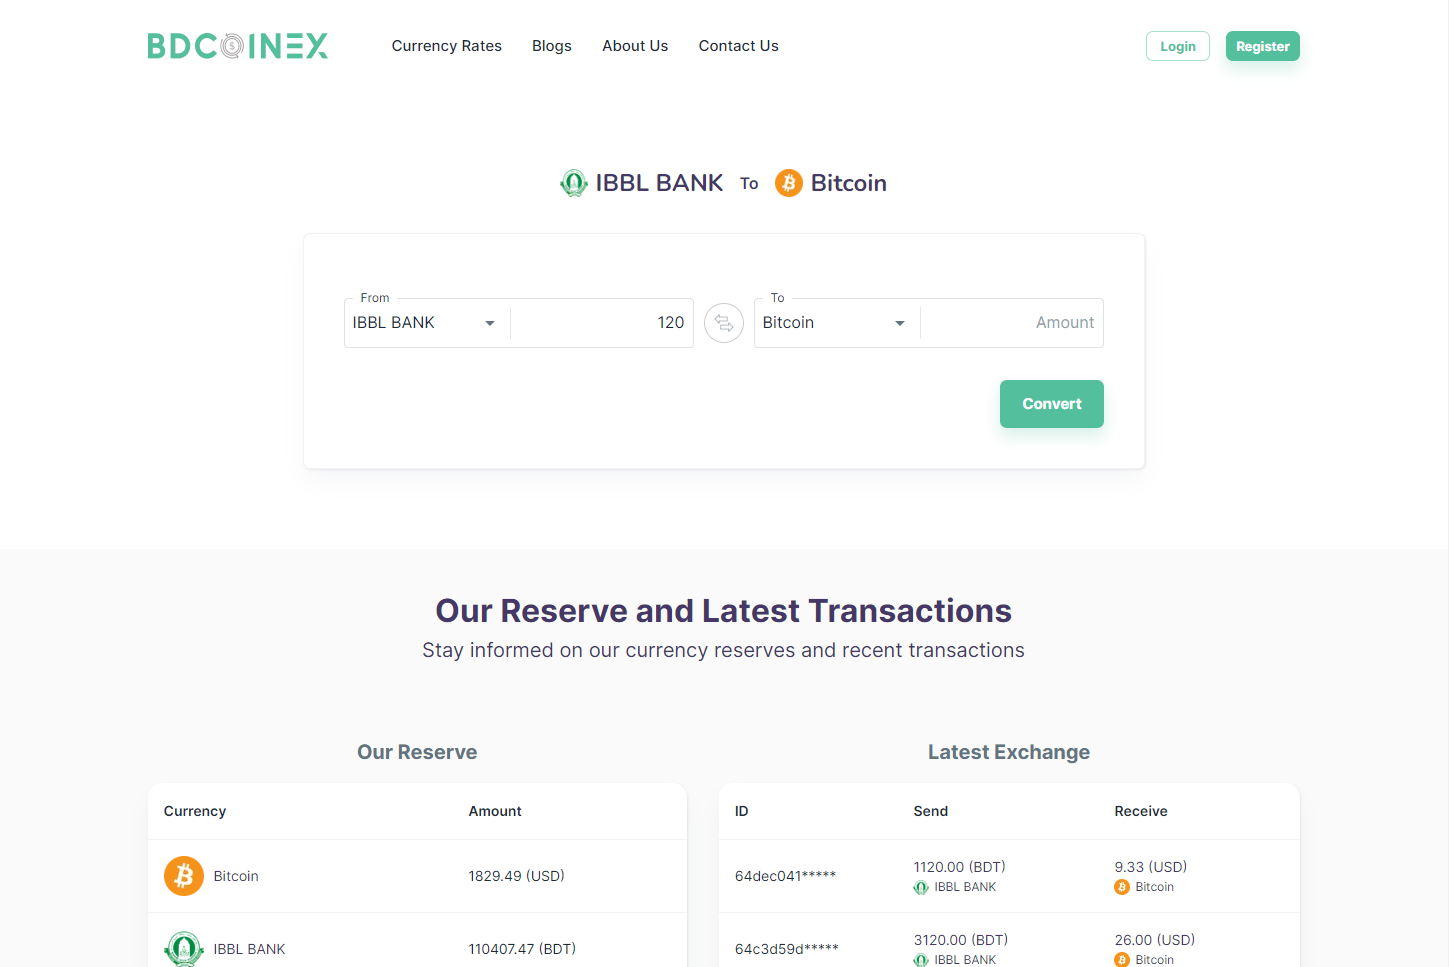 BDCOINEX
Currency Rates Blogs About Us Contact Us
Login Register
IBBL BANK To Bitcoin
From
IBBL BANK 120
To
Bitcoin Amount
Convert
Our Reserve and Latest Transactions
Stay informed on our currency reserves and recent transactions
Our Reserve
Currency Amount
Bitcoin 1829.49 (USD)
IBBL BANK 110407.47 (BDT)
Latest Exchange
ID Send Receive
64dec041***** 1120.00 (BDT) 9.33 (USD)
IBBL BANK Bitcoin
64c3d59d***** 3120.00 (BDT) 26.00 (USD)
IBBL BANK Bitcoin